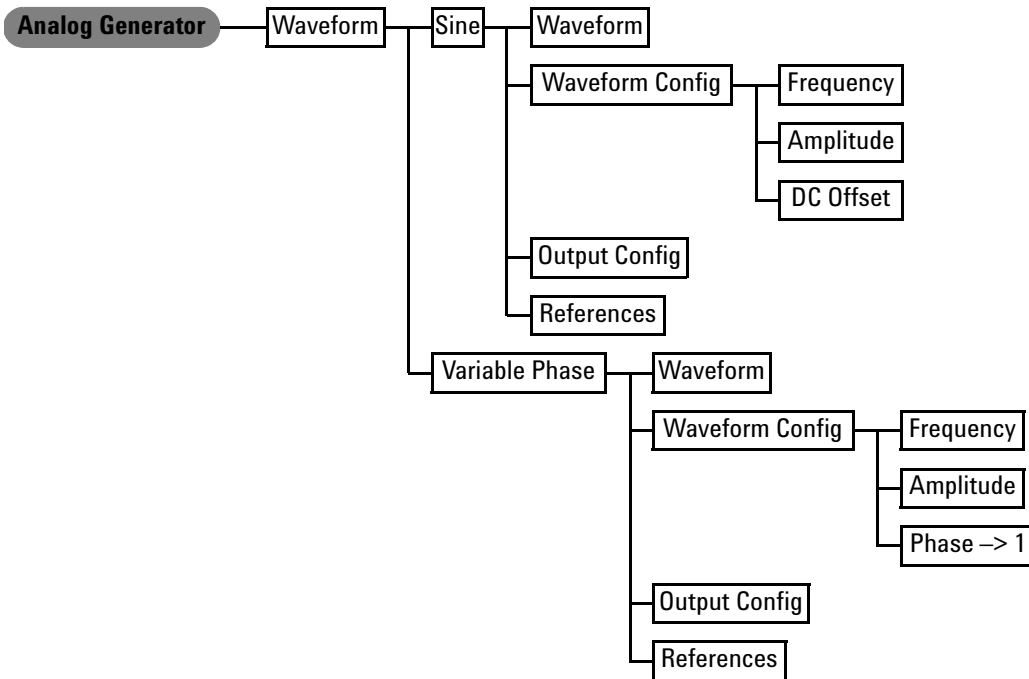 Analog Generator
Waveform
Sine
Waveform
Waveform Config
Frequency
Amplitude
DC Offset
Output Config
References
Variable Phase
Waveform
Waveform Config
Frequency
Amplitude
Phase –> 1
Output Config
References